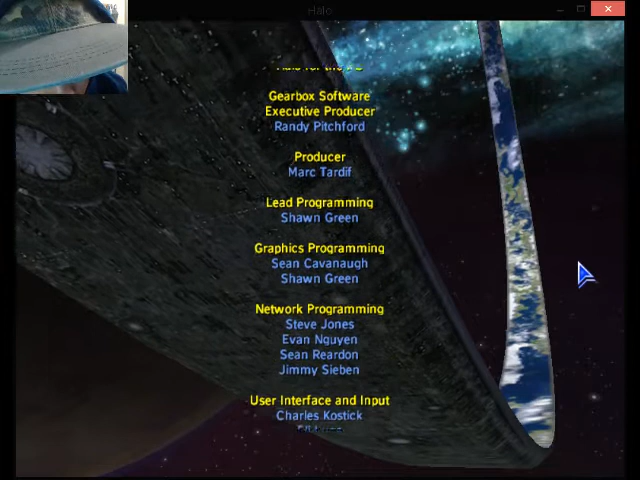 Halo
Gearbox Software
Executive Producer
Randy Pitchford
Producer
Marc Tardif
Lead Programming
Shawn Green
Graphics Programming
Sean Cavanaugh
Shawn Green
Network Programming
Steve Jones
Evan Nguyen
Sean Reardon
Jimmy Sieben
User Interface and Input
Charles Kostick